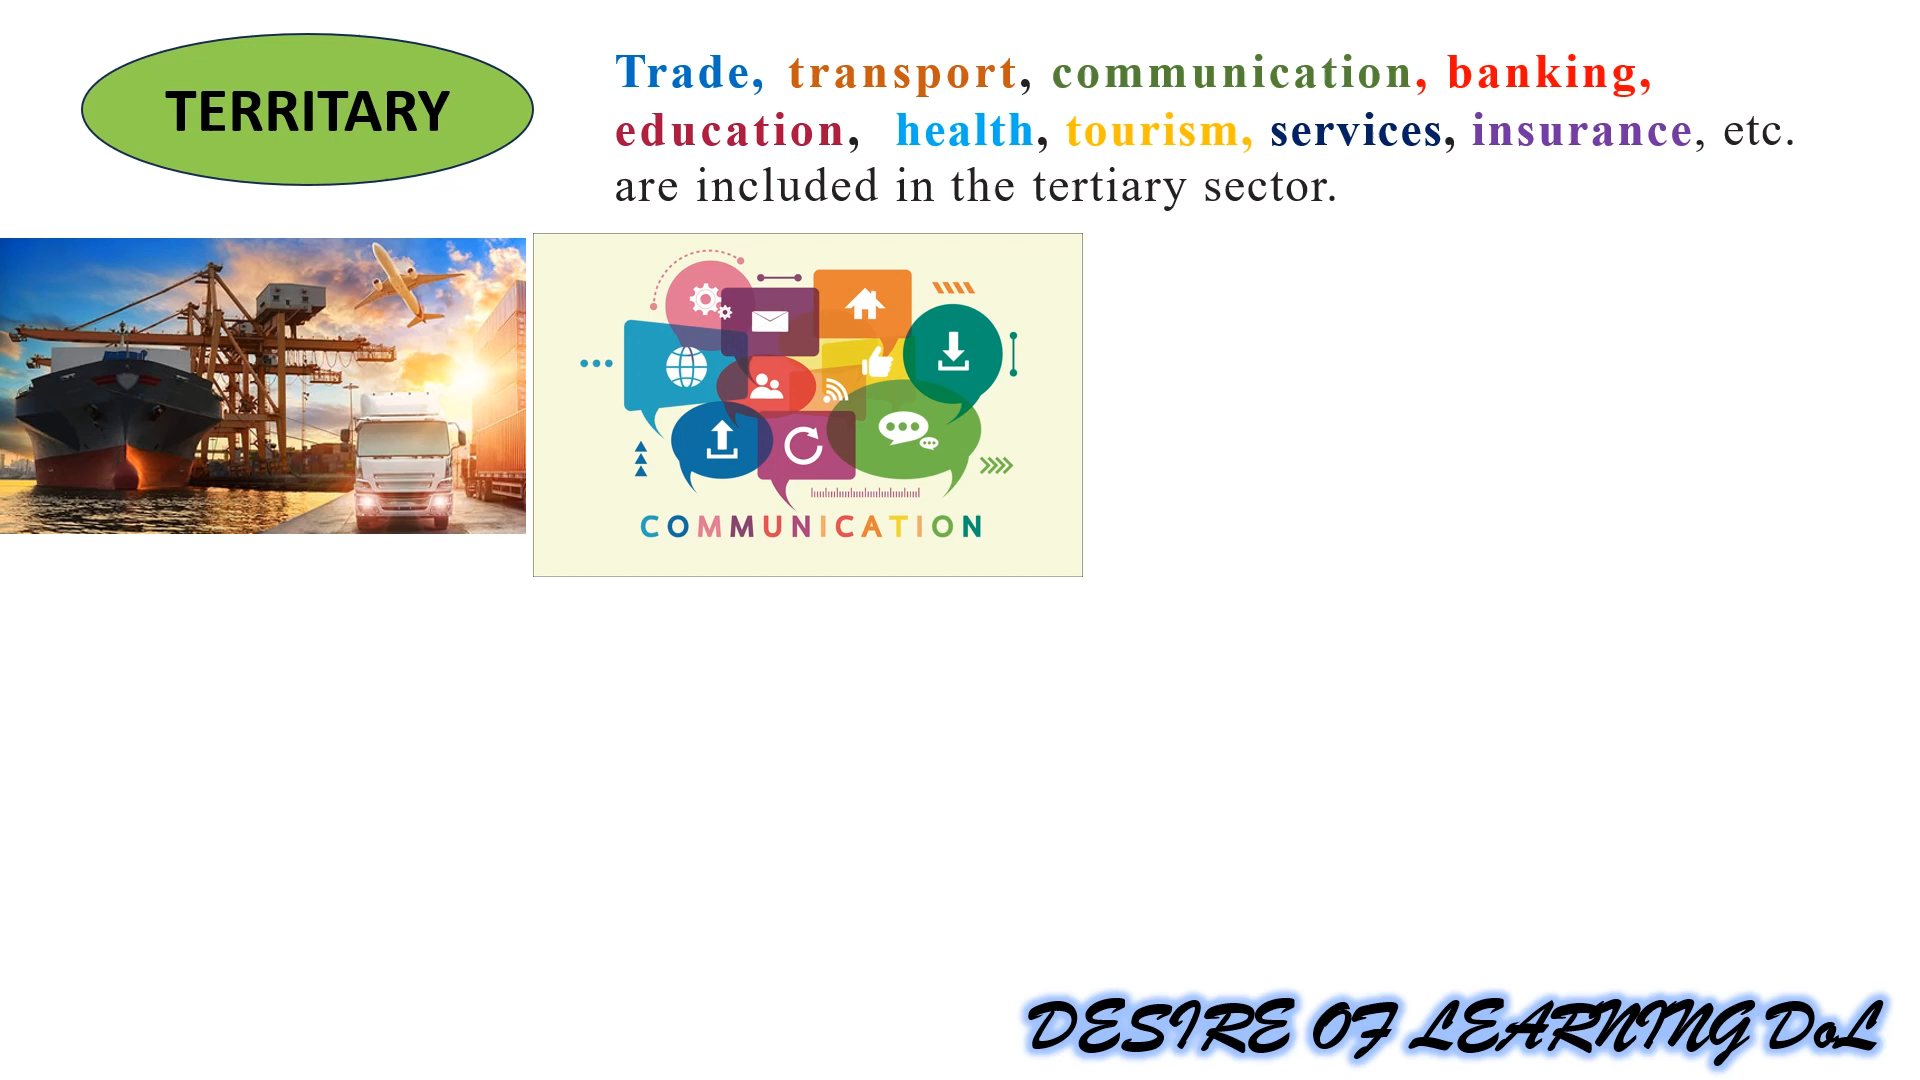 TERRITARY
Trade, transport, communication, banking,
education, health, tourism, services, insurance, etc.
are included in the tertiary sector.
COMMUNICATION
DESIRE OF LEARNING DoL